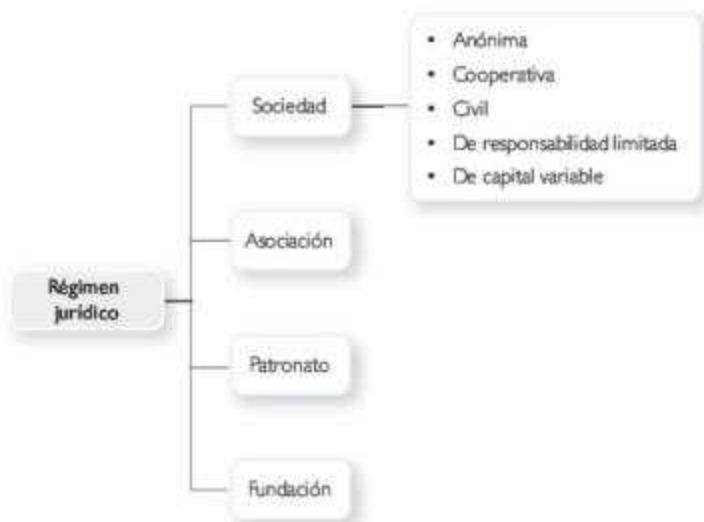 Régimen
jurídico
Sociedad
• Anónima
• Cooperativa
• Civil
• De responsabilidad limitada
• De capital variable
Asociación
Patronato
Fundación